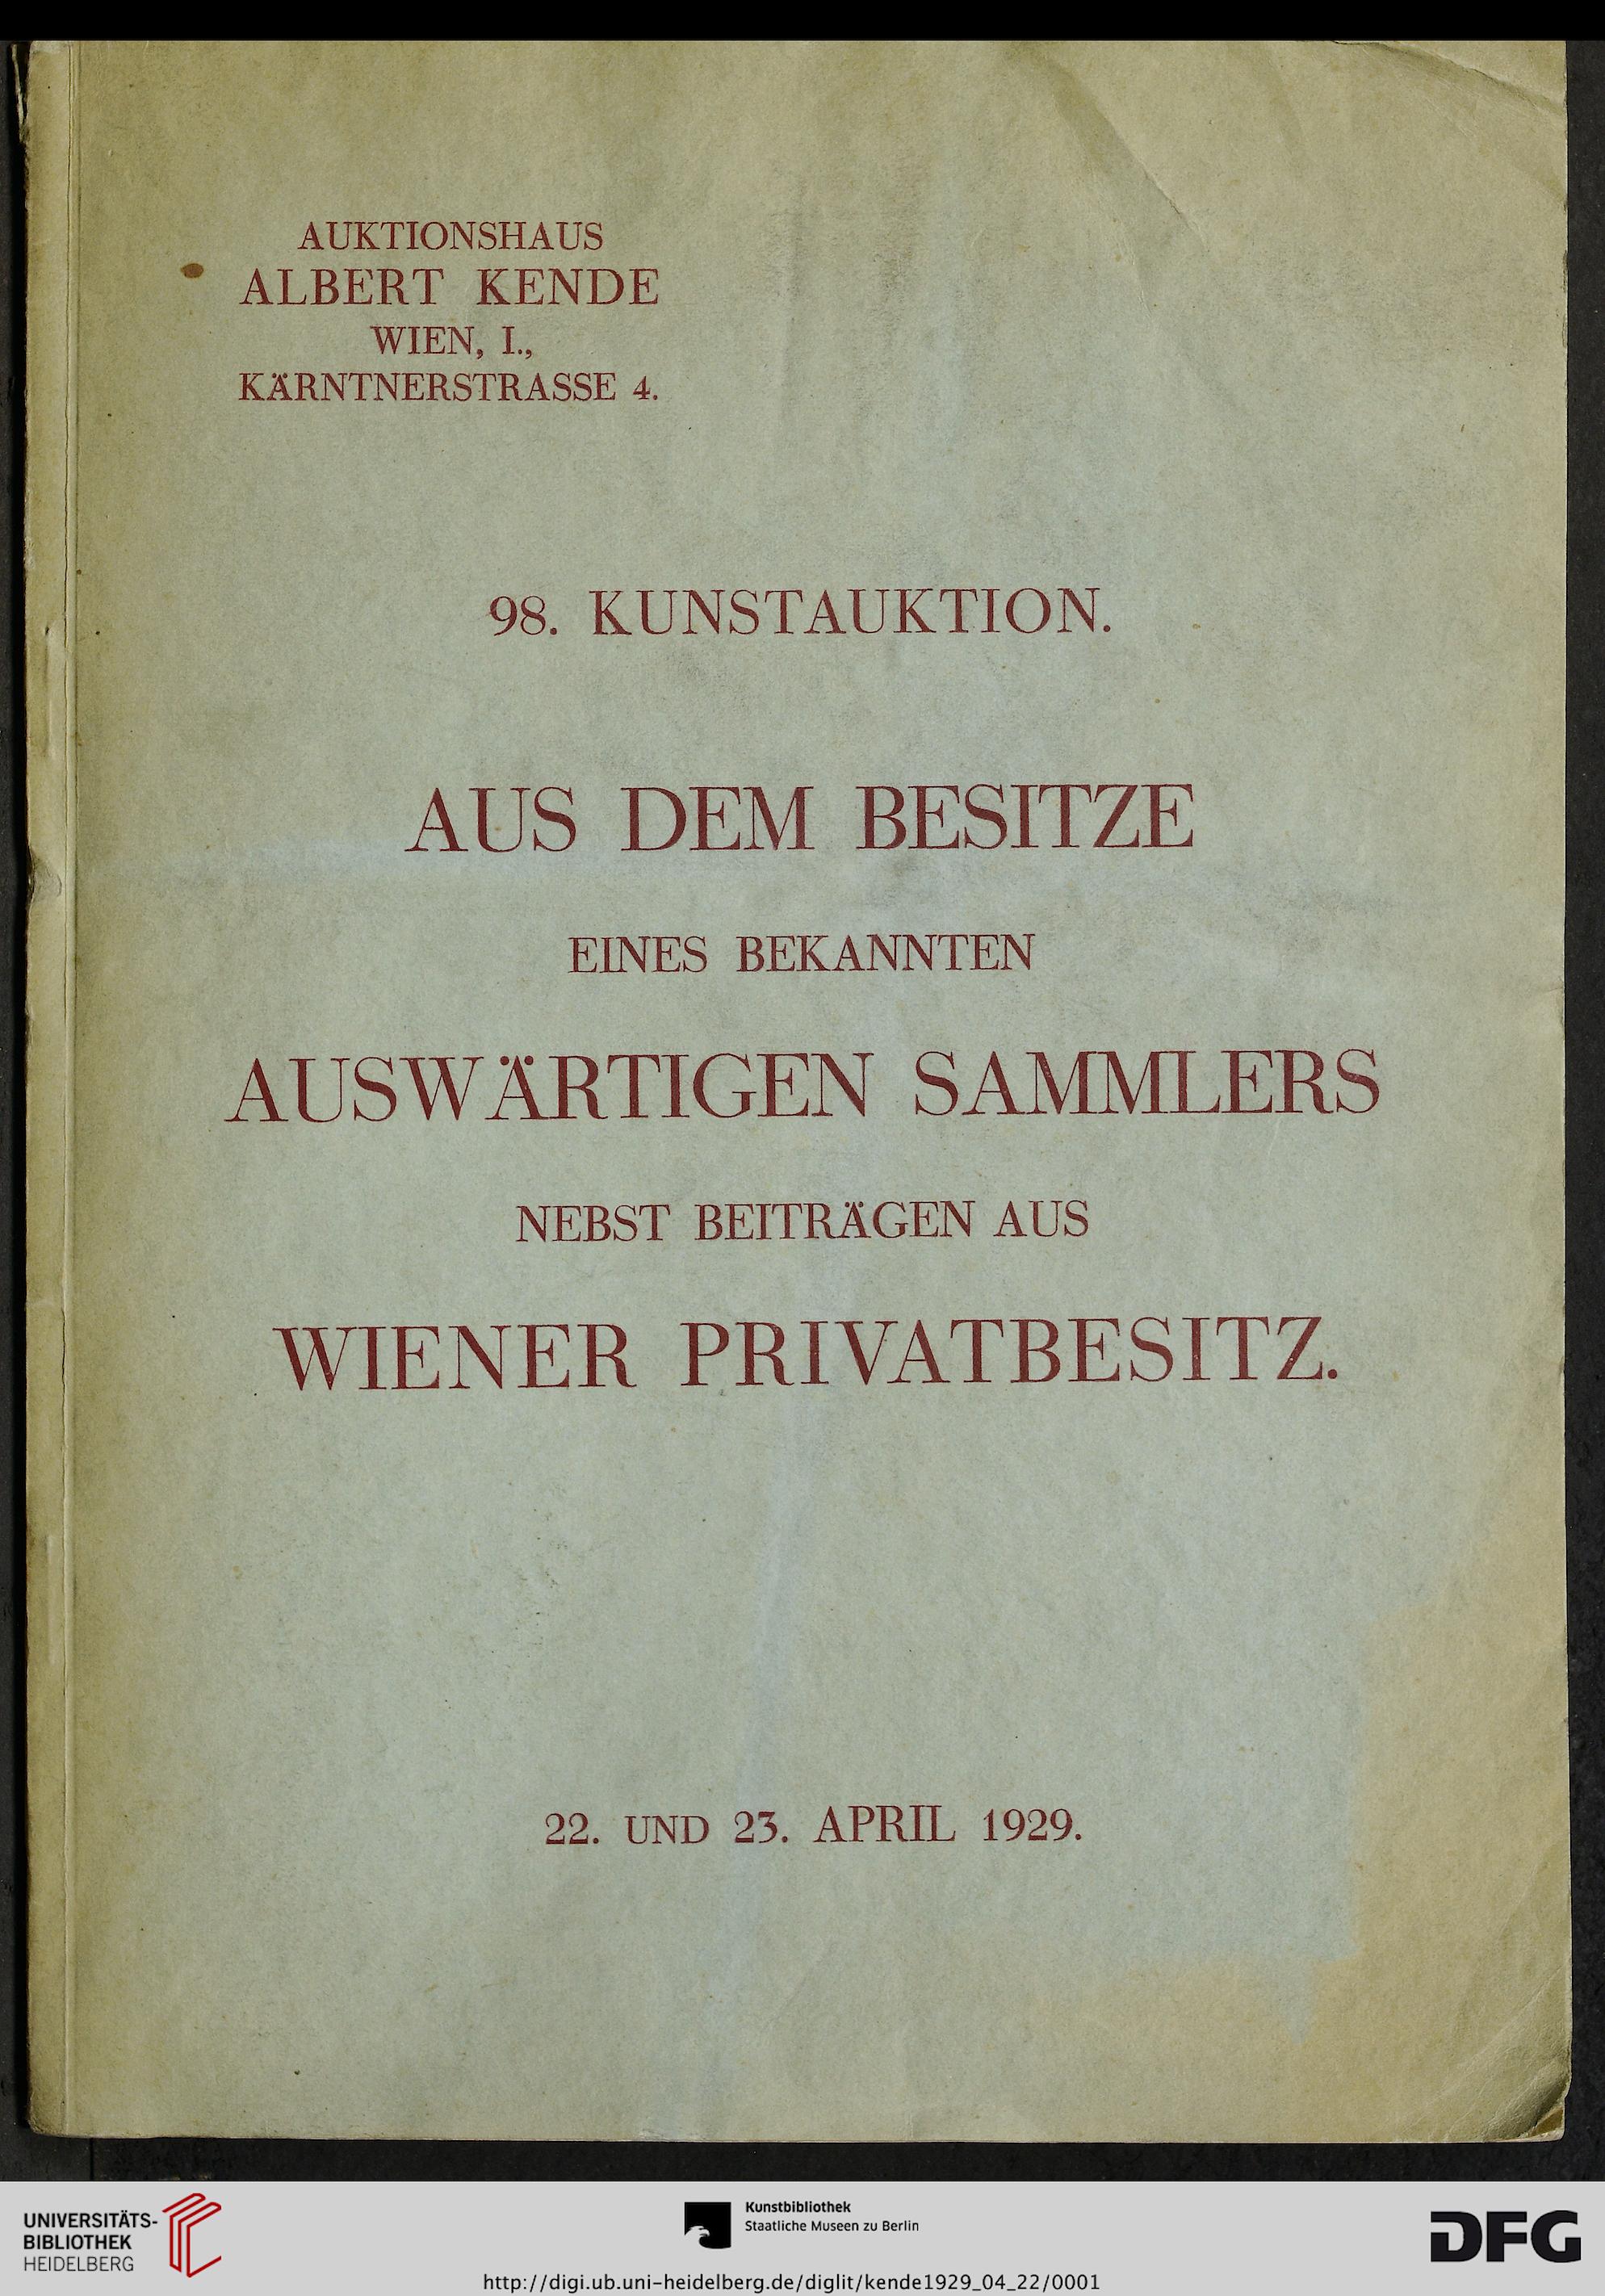 AUKTIONSHAUS
ALBERT KENDE
WIEN, I.,
KÄRNTNERSTRASSE 4.
98. KUNSTAUKTION.
AUS DEM BESITZE
EINES BEKANNTEN
AUSWÄRTIGEN SAMMLERS
NEBST BEITRÄGEN AUS
WIENER PRIVATBESITZ.
22. UND 23. APRIL 1929.
UNIVERSITÄTS-
BIBLIOTHEK
HEIDELBERG
Kunstbibliothek
Staatliche Museen zu Berlin
DFG
http://digi.ub.uni-heidelberg.de/diglit/kende1929_04_22/0001